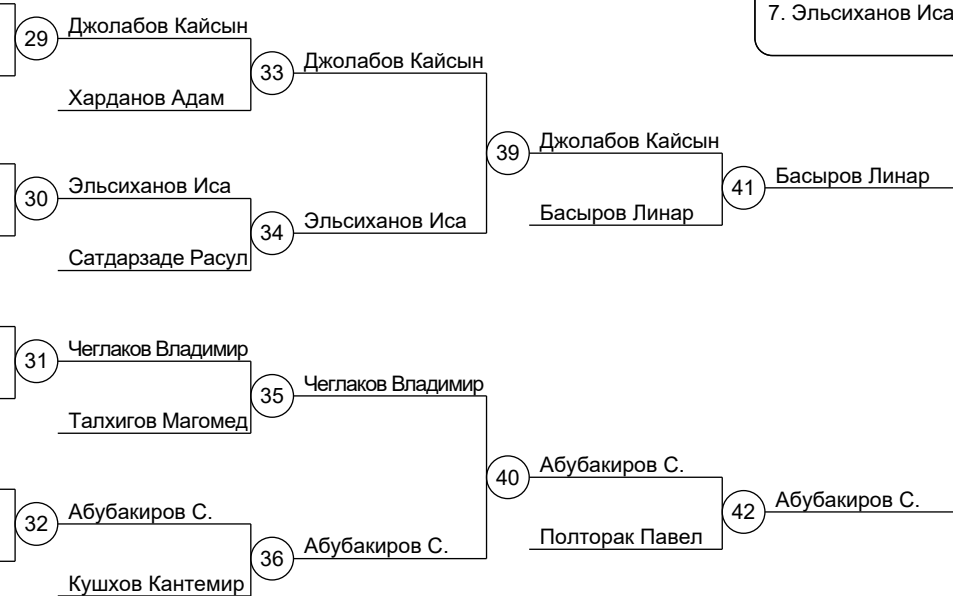 7. Эльсиханов Иса
29
Джолабов Кайсын
33
Джолабов Кайсын
Харданов Адам
39
Джолабов Кайсын
41
Басыров Линар
30
Эльсиханов Иса
34
Эльсиханов Иса
Басыров Линар
Сатдарзаде Расул
31
Чеглаков Владимир
35
Чеглаков Владимир
Талхигов Магомед
40
Абубакиров С.
42
Абубакиров С.
32
Абубакиров С.
36
Абубакиров С.
Полторак Павел
Кушхов Кантемир